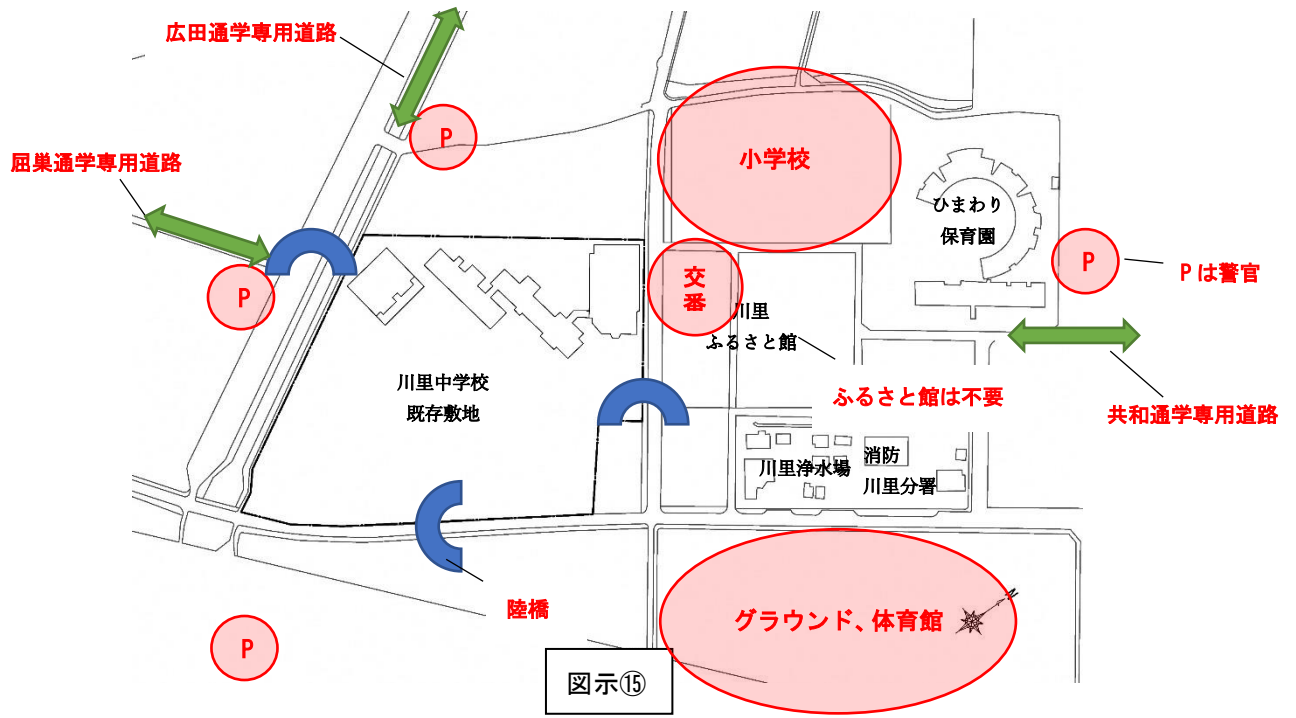 広田通学専用道路
P
小学校
屈巣通学専用道路
ひまわり
保育園
P
P
Pは警官
交
番
川里
ふるさと館
川里中学校
既存敷地
ふるさと館は不要
共和通学専用道路
川里浄水場
消防
川里分署
陸橋
グラウンド、体育館
N
P
図示⑮